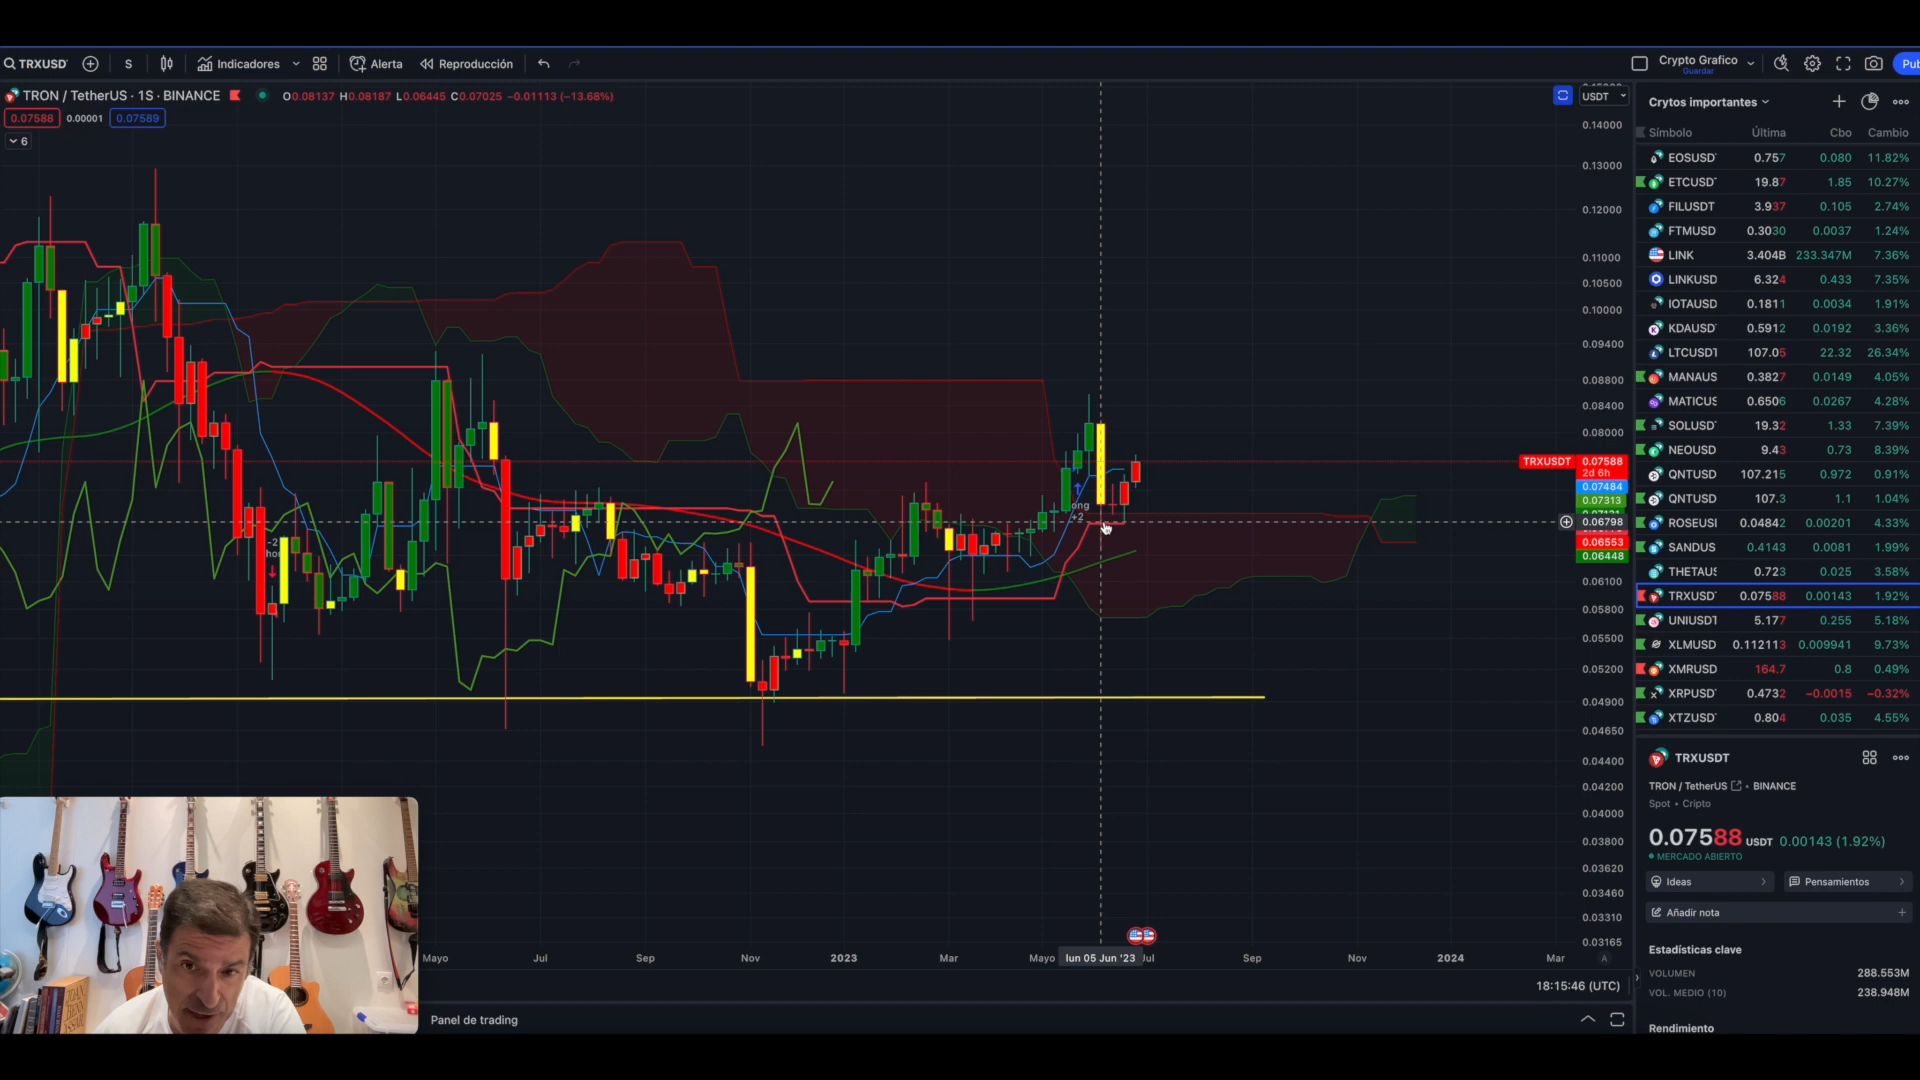 TRXUSD S Indicadores Alerta Reproducción Crypto Grafico Guardar Pub
TRON / TetherUS · 1S · BINANCE O0.08137 H0.08187 L0.06445 C0.07025 −0.01113 (−13.68%)
0.07588 0.00001 0.07589
6
USDT
0.14000
0.13000
0.12000
0.11000
0.10500
0.10000
0.09400
0.08800
0.08400
0.08000
TRXUSDT 0.07588
2d 6h
0.07484
0.07313
0.06798
0.06553
0.06448
0.06100
0.05800
0.05500
0.05200
0.04900
0.04650
0.04400
0.04200
0.04000
0.03800
0.03620
0.03460
0.03310
0.03165
ong
+2
-2
hor
Mayo Jul Sep Nov 2023 Mar Mayo lun 05 Jun '23 Jul Sep Nov 2024 Mar A
18:15:46 (UTC)
Panel de trading
Crytos importantes
Símbolo Última Cbo Cambio
EOSUSD 0.757 0.080 11.82%
ETCUSD 19.87 1.85 10.27%
FILUSDT 3.937 0.105 2.74%
FTMUSD 0.3030 0.0037 1.24%
LINK 3.404B 233.347M 7.36%
LINKUSD 6.324 0.433 7.35%
IOTAUSD 0.1811 0.0034 1.91%
KDAUSD 0.5912 0.0192 3.36%
LTCUSDT 107.05 22.32 26.34%
MANAUS 0.3827 0.0149 4.05%
MATICUS 0.6506 0.0267 4.28%
SOLUSD 19.32 1.33 7.39%
NEOUSD 9.43 0.73 8.39%
QNTUSD 107.215 0.972 0.91%
QNTUSD 107.3 1.1 1.04%
ROSEUSI 0.04842 0.00201 4.33%
SANDUS 0.4143 0.0081 1.99%
THETAUS 0.723 0.025 3.58%
TRXUSD 0.07588 0.00143 1.92%
UNIUSDT 5.177 0.255 5.18%
XLMUSD 0.112113 0.009941 9.73%
XMRUSD 164.7 0.8 0.49%
XRPUSD 0.4732 −0.0015 −0.32%
XTZUSD 0.804 0.035 4.55%
TRXUSDT
TRON / TetherUS • BINANCE
Spot • Cripto
0.07588 USDT 0.00143 (1.92%)
MERCADO ABIERTO
Ideas Pensamientos
Añadir nota
Estadísticas clave
VOLUMEN 288.553M
VOL. MEDIO (10) 238.948M
Rendimiento